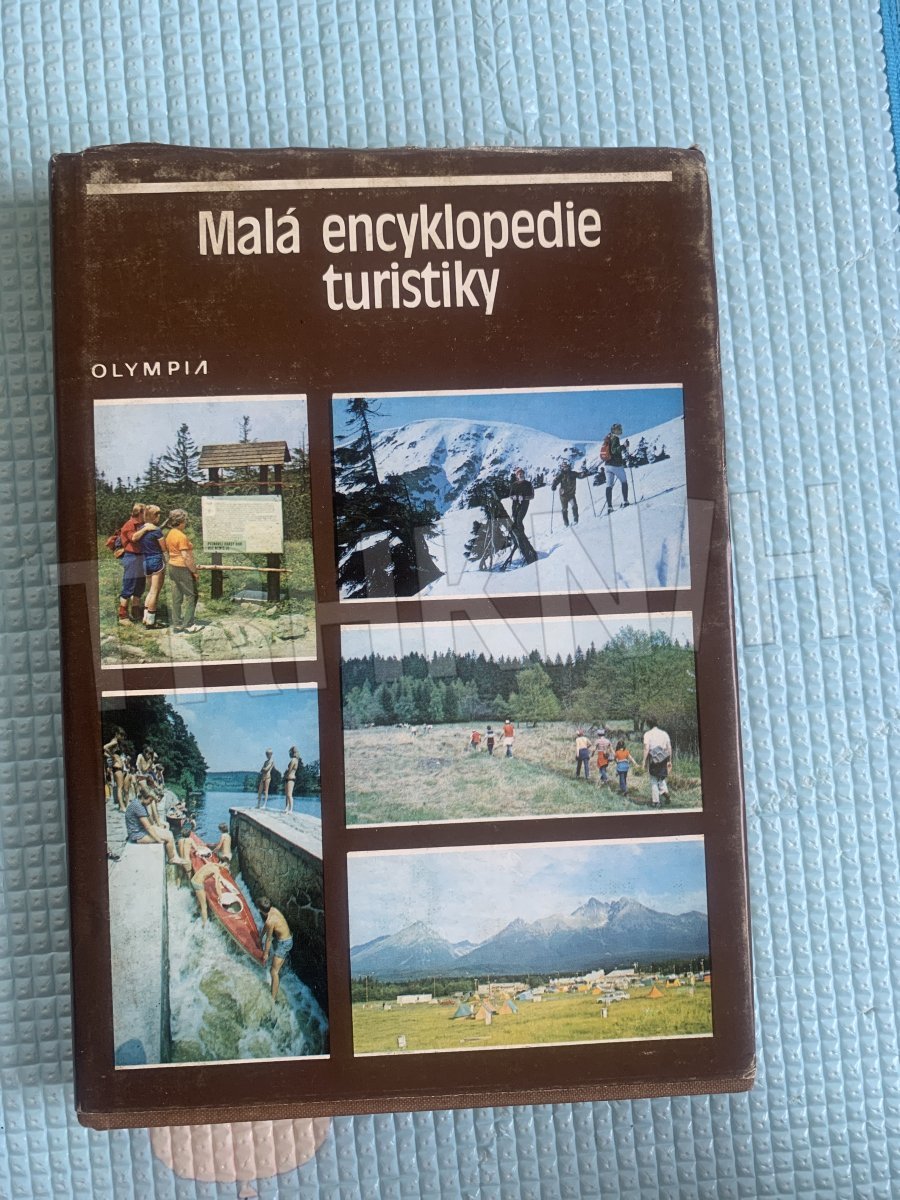 Malá encyklopedie
turistiky
OLYMPIA